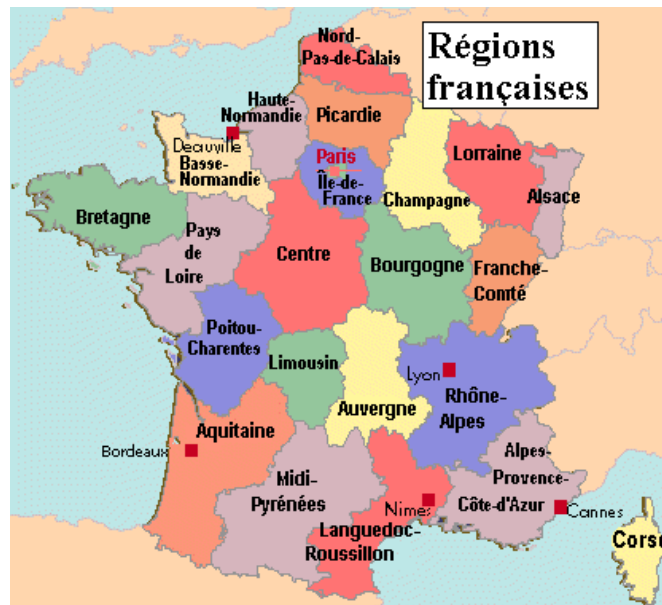 Régions
françaises
Nord-
Pas-de-Calais
Haute-
Normandie
Picardie
Deauville
Basse-
Normandie
Paris
Île-de-
France
Champagne
Lorraine
Alsace
Bretagne
Pays
de
Loire
Centre
Bourgogne
Franche-
Comté
Poitou-
Charentes
Limousin
Auvergne
Lyon
Rhône-
Alpes
Bordeaux
Aquitaine
Midi-
Pyrénées
Nimes
Languedoc-
Roussillon
Alpes-
Provence-
Côte-d'Azur
Cannes
Corse